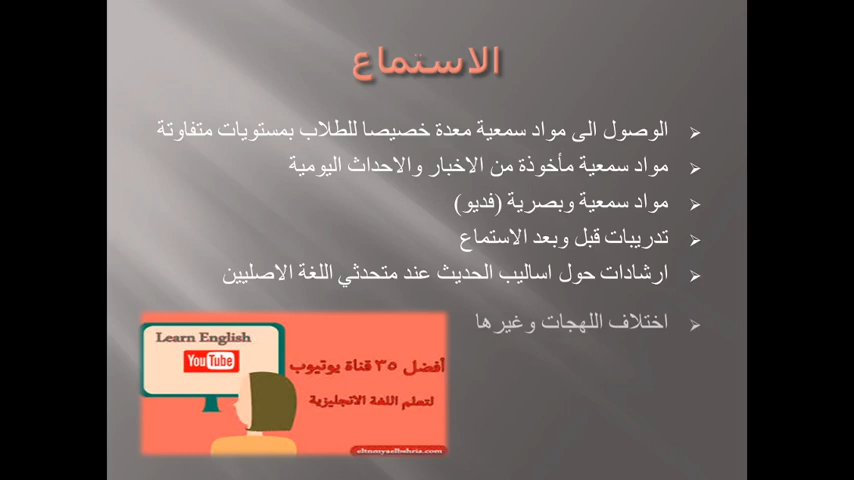 الاستماع
الوصول الى مواد سمعية معدة خصيصا للطلاب بمستويات متفاوتة
مواد سمعية مأخوذة من الاخبار والاحداث اليومية
مواد سمعية وبصرية (فديو)
تدريبات قبل وبعد الاستماع
ارشادات حول اساليب الحديث عند متحدثي اللغة الاصليين
اختلاف اللهجات وغيرها
Learn English
YouTube
أفضل ٣٥ قناة يوتيوب
لتعلم اللغة الانجليزية
eltnmyaelbshria.com